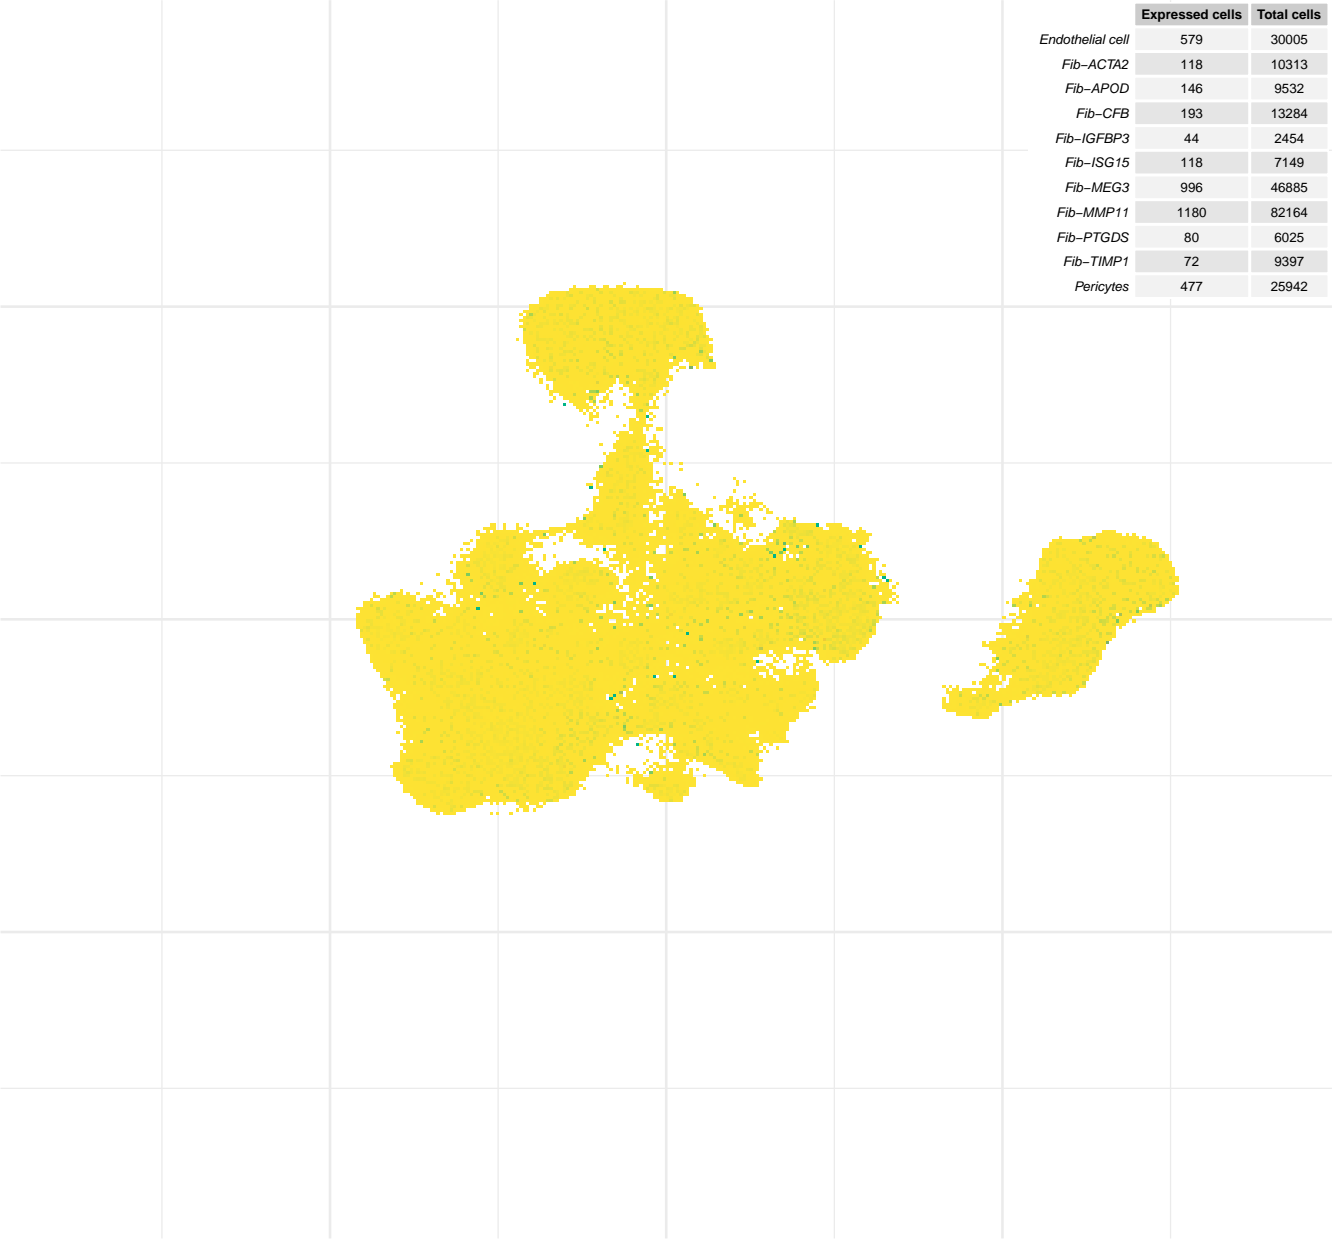 Expressed cells Total cells
Endothelial cell 579 30005
Fib−ACTA2 118 10313
Fib−APOD 146 9532
Fib−CFB 193 13284
Fib−IGFBP3 44 2454
Fib−ISG15 118 7149
Fib−MEG3 996 46885
Fib−MMP11 1180 82164
Fib−PTGDS 80 6025
Fib−TIMP1 72 9397
Pericytes 477 25942